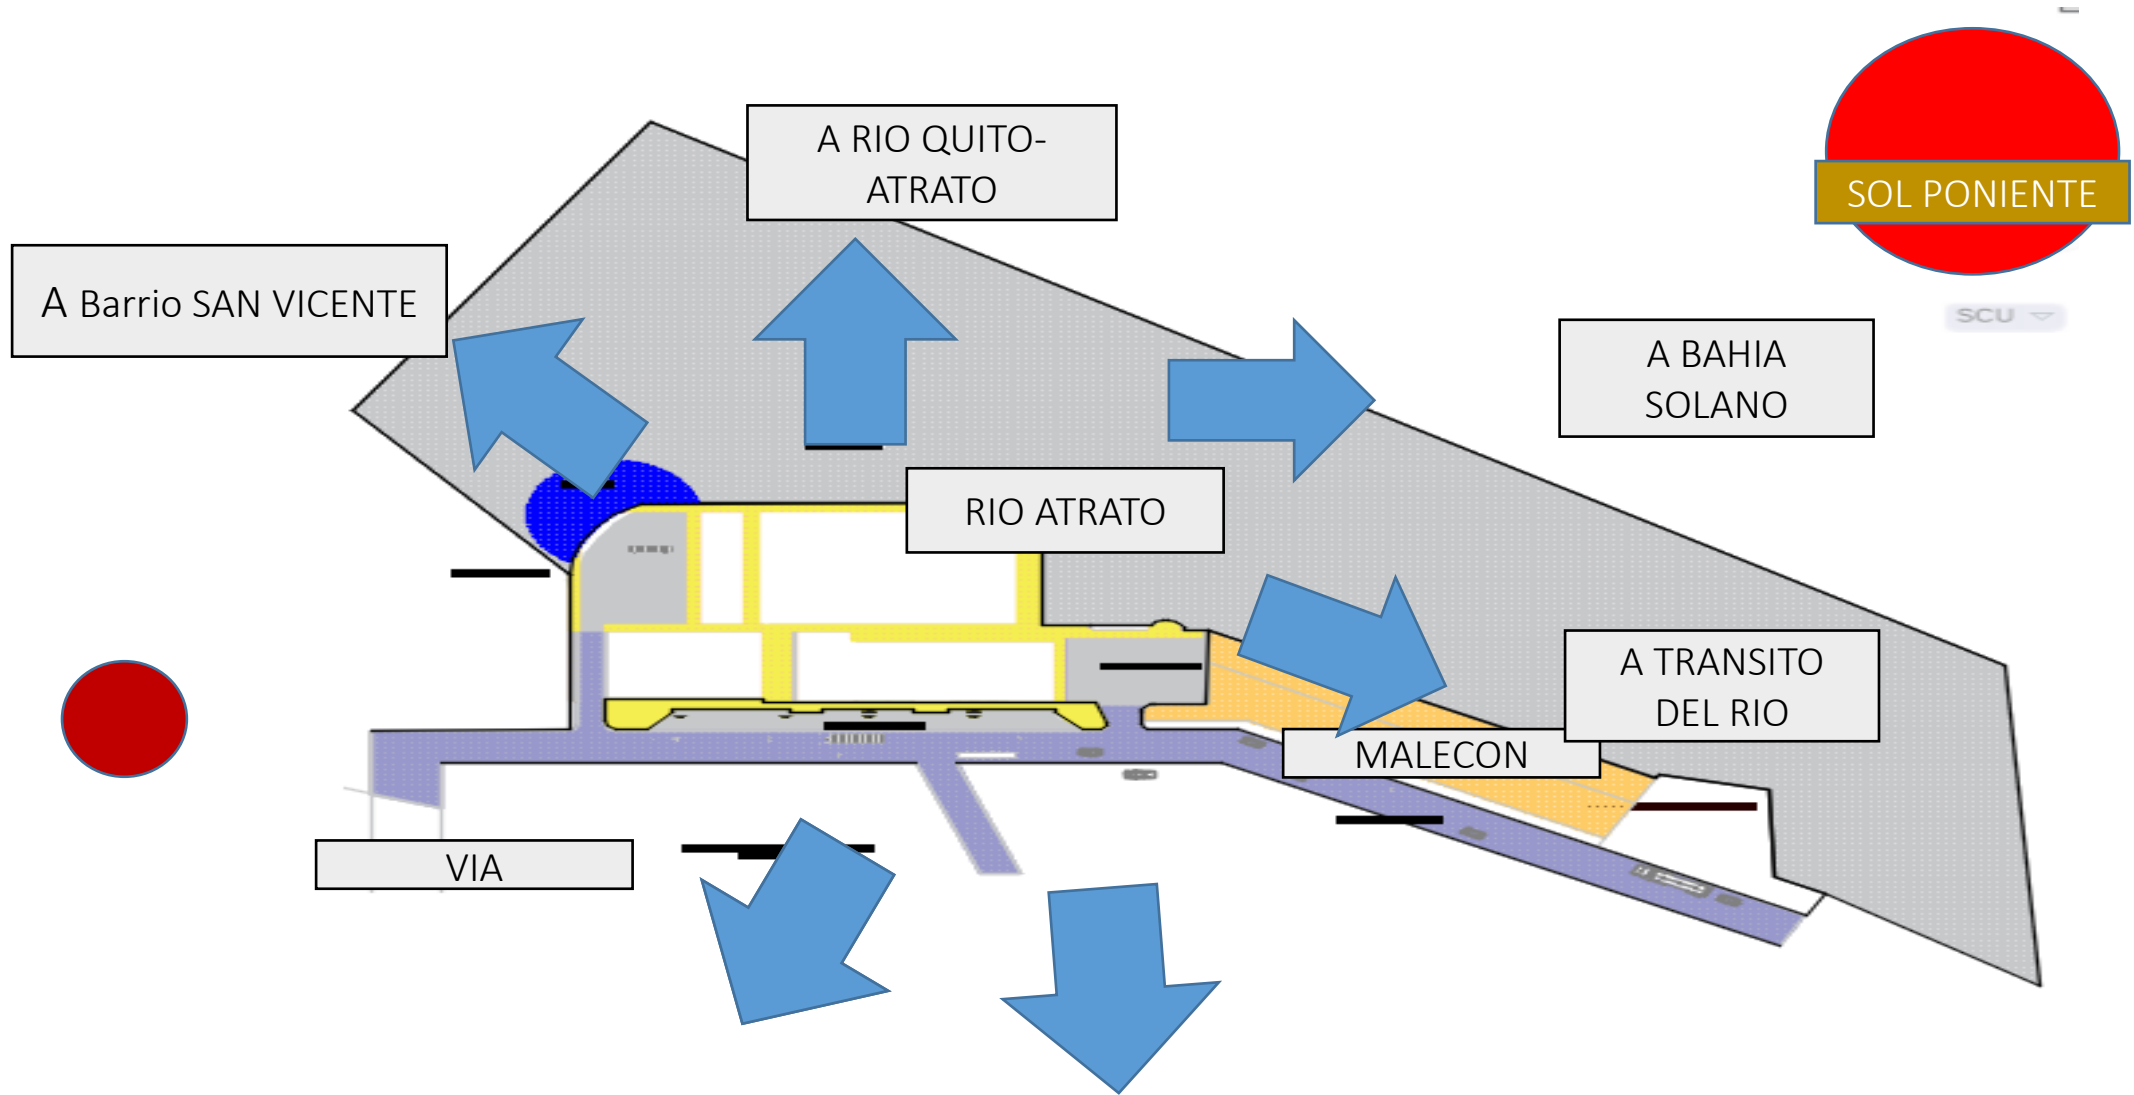 A RIO QUITO-
ATRATO
SOL PONIENTE
A Barrio SAN VICENTE
SCU
A BAHIA
SOLANO
RIO ATRATO
A TRANSITO
DEL RIO
MALECON
VIA